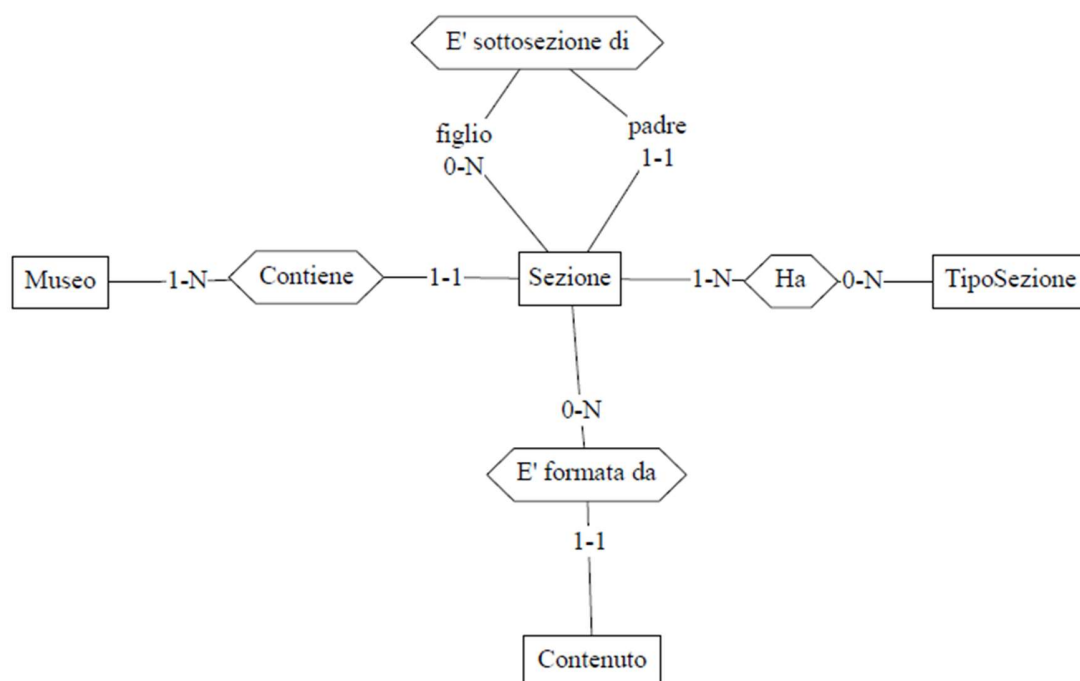 E' sottosezione di
figlio
0-N
padre
1-1
Museo
1-N
Contiene
1-1
Sezione
1-N
Ha
0-N
TipoSezione
0-N
E' formata da
1-1
Contenuto